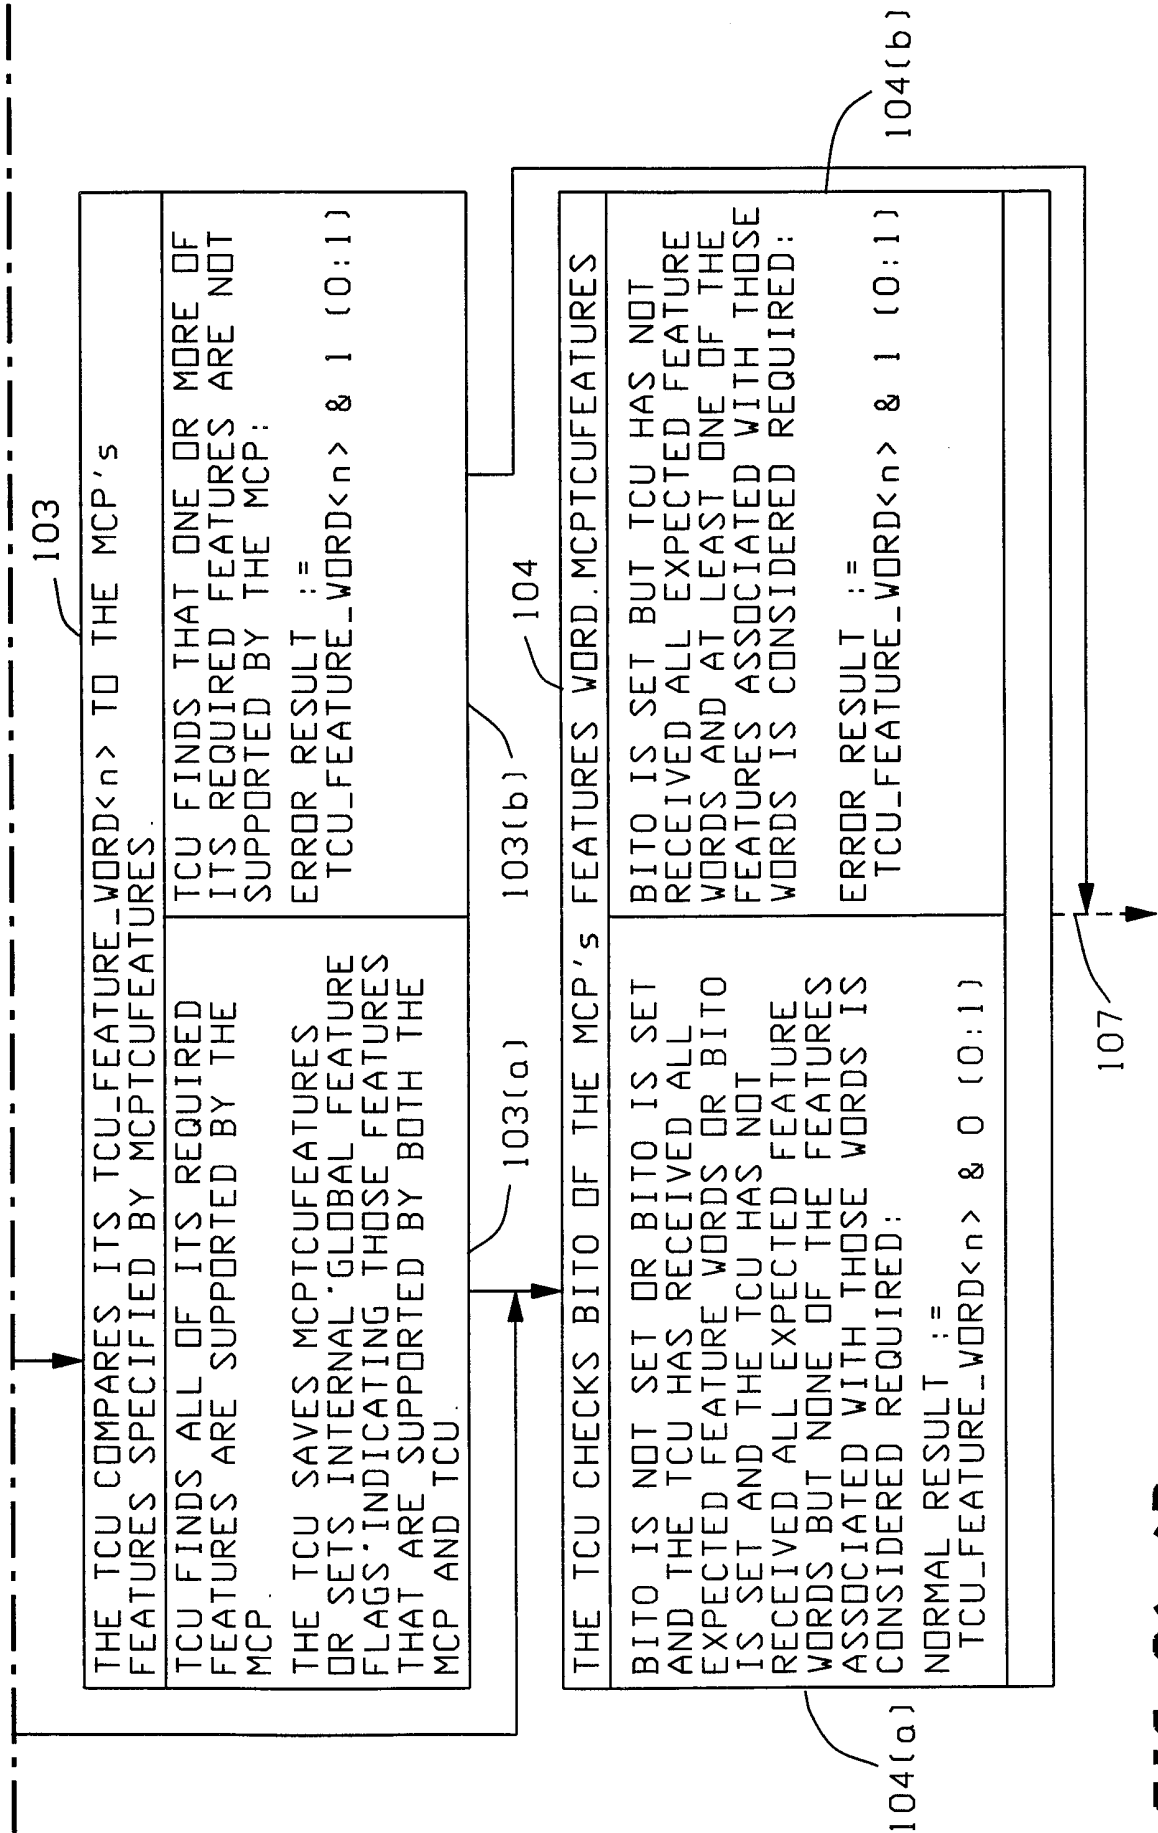 103
THE TCU COMPARES ITS TCU_FEATURE_WORD<n> TO THE MCP's
FEATURES SPECIFIED BY MCPTCUFEATURES.
TCU FINDS ALL OF ITS REQUIRED
FEATURES ARE SUPPORTED BY THE
MCP.
THE TCU SAVES MCPTCUFEATURES
OR SETS INTERNAL 'GLOBAL FEATURE
FLAGS' INDICATING THOSE FEATURES
THAT ARE SUPPORTED BY BOTH THE
MCP AND TCU.
TCU FINDS THAT ONE OR MORE OF
ITS REQUIRED FEATURES ARE NOT
SUPPORTED BY THE MCP:
ERROR RESULT :=
TCU_FEATURE_WORD<n> & 1 (0:1)
103(a)
103(b)
104
THE TCU CHECKS BIT0 OF THE MCP's FEATURES WORD.MCPTCUFEATURES
BIT0 IS NOT SET OR BIT0 IS SET
AND THE TCU HAS RECEIVED ALL
EXPECTED FEATURE WORDS OR BIT0
IS SET AND THE TCU HAS NOT
RECEIVED ALL EXPECTED FEATURE
WORDS BUT NONE OF THE FEATURES
ASSOCIATED WITH THOSE WORDS IS
CONSIDERED REQUIRED:
NORMAL RESULT :=
TCU_FEATURE_WORD<n> & 0 (0:1)
BIT0 IS SET BUT TCU HAS NOT
RECEIVED ALL EXPECTED FEATURE
WORDS AND AT LEAST ONE OF THE
FEATURES ASSOCIATED WITH THOSE
WORDS IS CONSIDERED REQUIRED:
ERROR RESULT :=
TCU_FEATURE_WORD<n> & 1 (0:1)
104(a)
104(b)
107